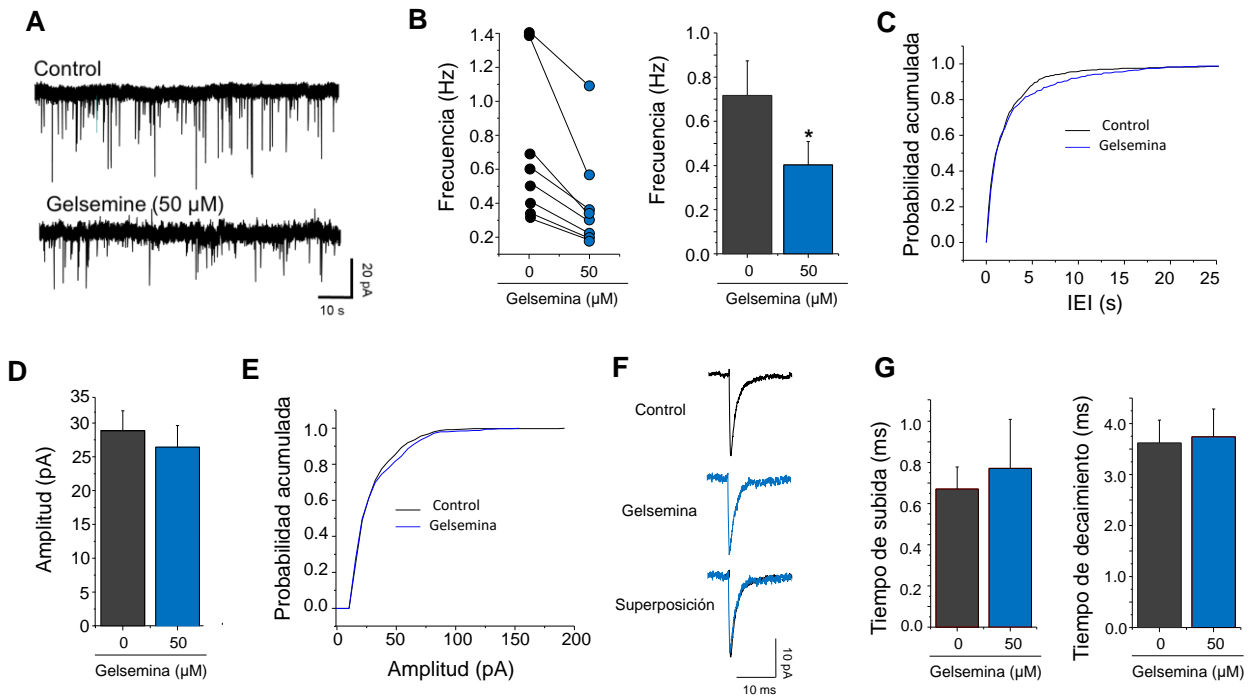 A
Control
Gelsemine (50 µM)
20 pA
10 s
B
Frecuencia (Hz)
1.4
1.2
1.0
0.8
0.6
0.4
0.2
0
50
Gelsemina (µM)
Frecuencia (Hz)
1.0
0.8
0.6
0.4
0.2
0.0
*
0
50
Gelsemina (µM)
C
Probabilidad acumulada
1.0
0.8
0.6
0.4
0.2
0.0
Control
Gelsemina
0 5 10 15 20 25
IEI (s)
D
Amplitud (pA)
35
30
25
20
15
10
5
0
0
50
Gelsemina (µM)
E
Probabilidad acumulada
1.0
0.8
0.6
0.4
0.2
0.0
Control
Gelsemina
0 50 100 150 200
Amplitud (pA)
F
Control
Gelsemina
Superposición
10 pA
10 ms
G
Tiempo de subida (ms)
1.0
0.8
0.6
0.4
0.2
0.0
0
50
Gelsemina (µM)
Tiempo de decaimiento (ms)
4.0
3.0
2.0
1.0
0.0
0
50
Gelsemina (µM)